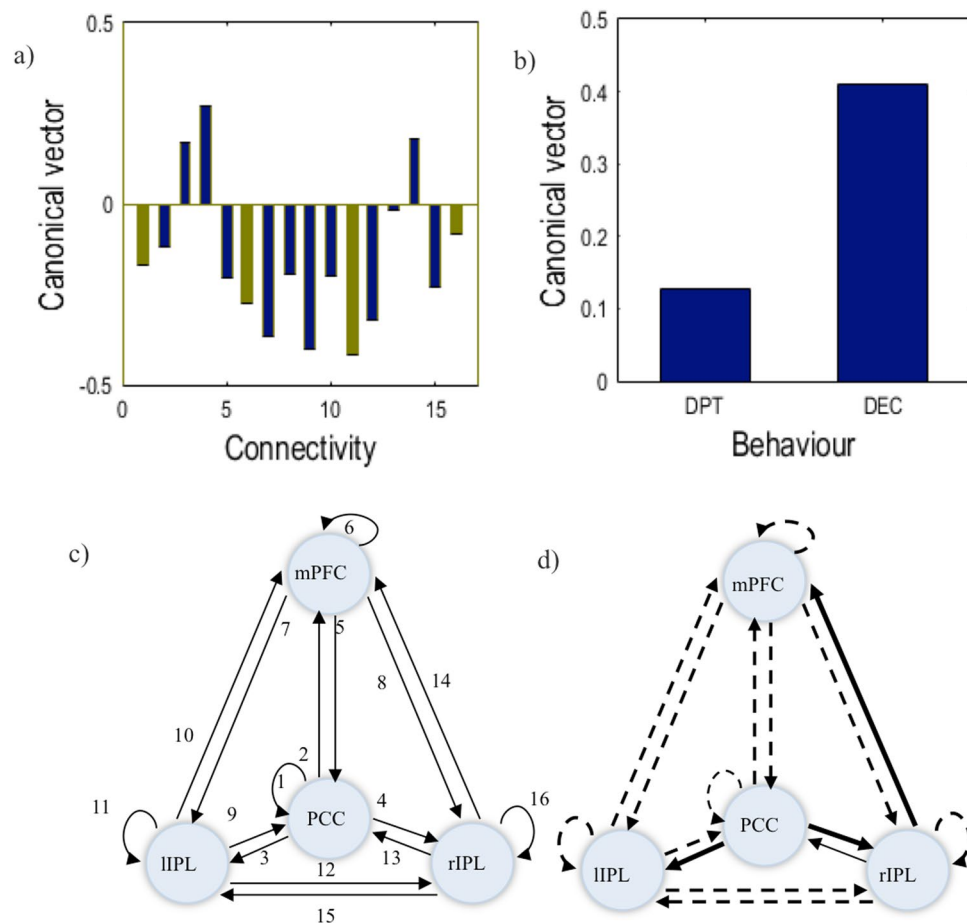 a)
0.5
0
-0.5
Canonical vector
0 5 10 15
Connectivity
b)
0.5
0.4
0.3
0.2
0.1
0
Canonical vector
DPT DEC
Behaviour
c)
6
mPFC
7 5
8 14
10
2
11 1 16
9 PCC 4
lIPL 3 13 rIPL
12
15
d)
mPFC
PCC
lIPL rIPL